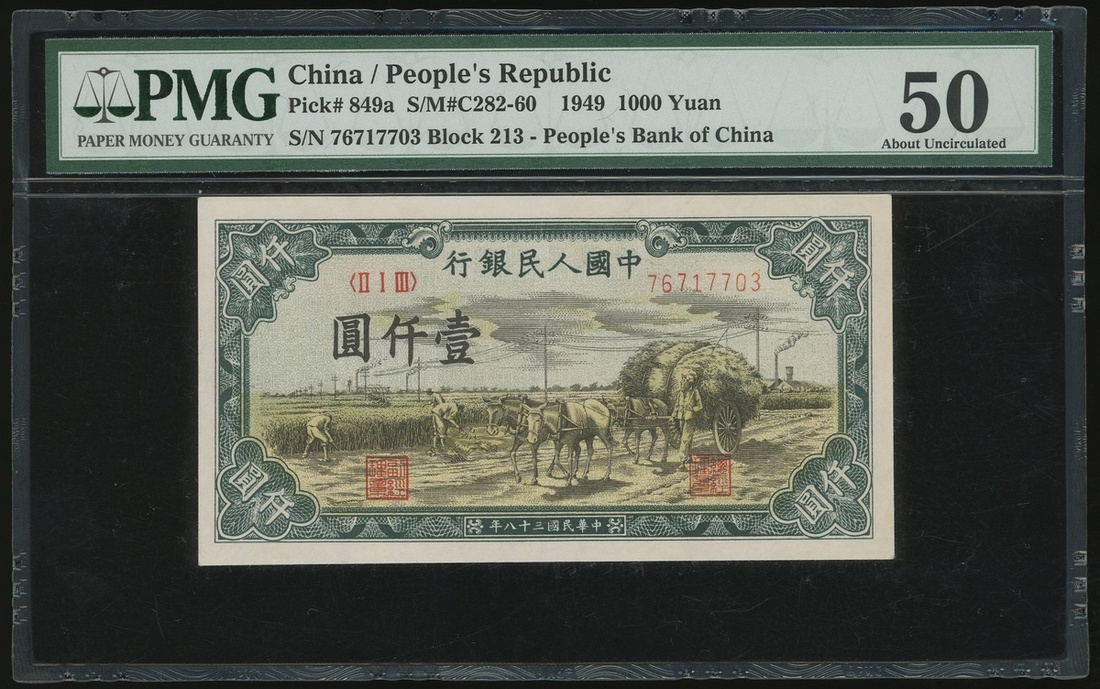 PMG
PAPER MONEY GUARANTY
China / People's Republic
Pick# 849a S/M#C282-60 1949 1000 Yuan
S/N 76717703 Block 213 - People's Bank of China
50
About Uncirculated
仟圓
圓仟
行銀民人國中
〈II I III〉
76717703
圓仟壹
圓仟
仟圓
年八十三國民華中